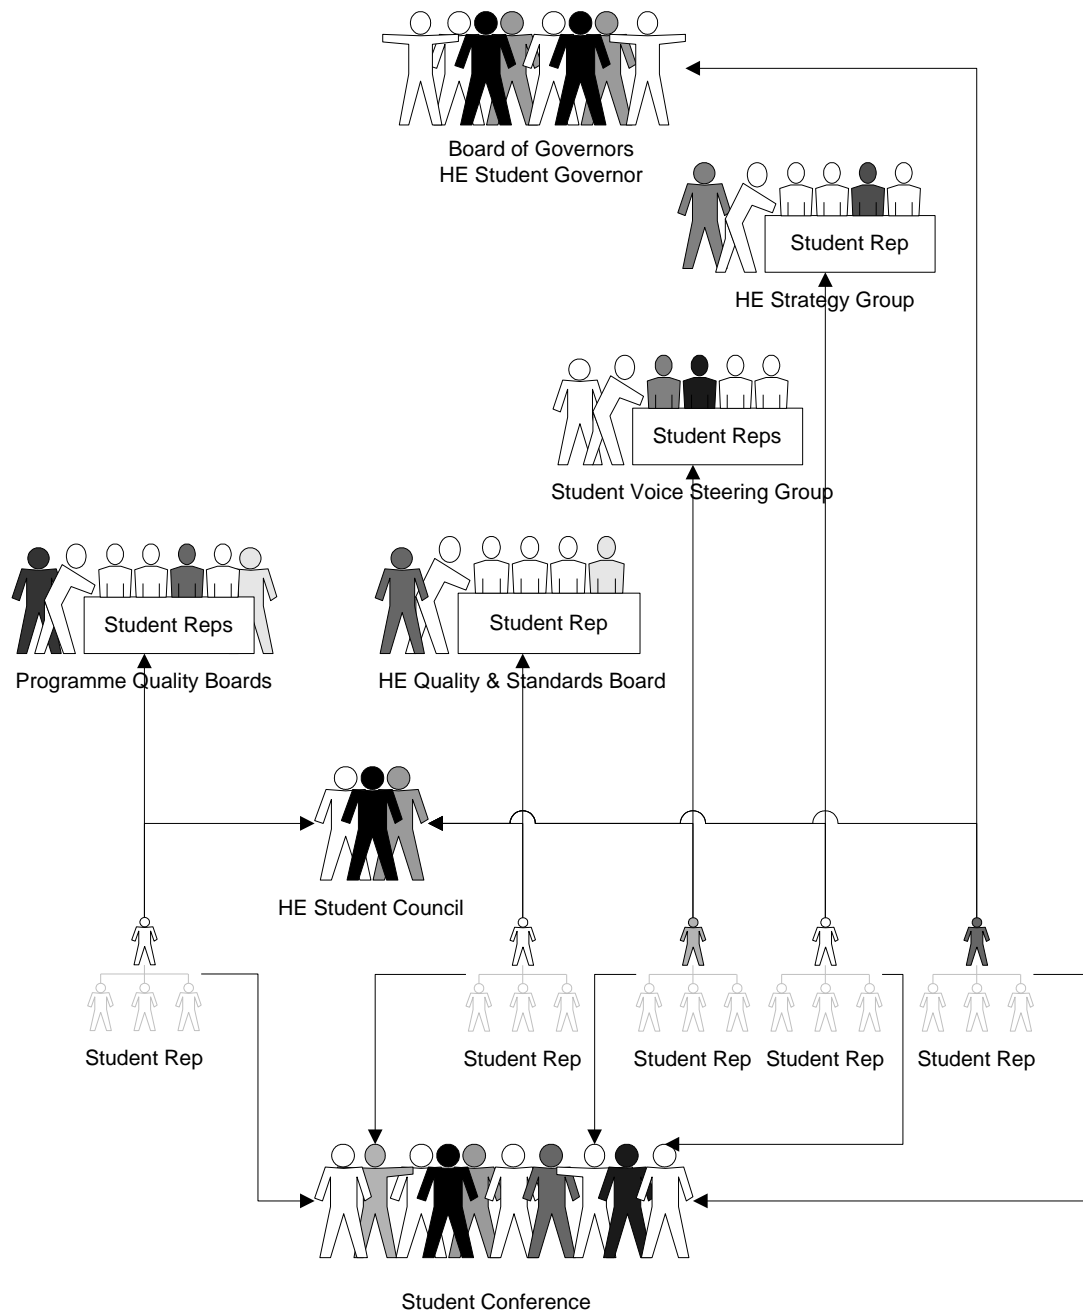 Board of Governors
HE Student Governor
Student Rep
HE Strategy Group
Student Reps
Student Voice Steering Group
Student Reps
Programme Quality Boards
Student Rep
HE Quality & Standards Board
HE Student Council
Student Rep
Student Rep
Student Rep
Student Rep
Student Rep
Student Conference